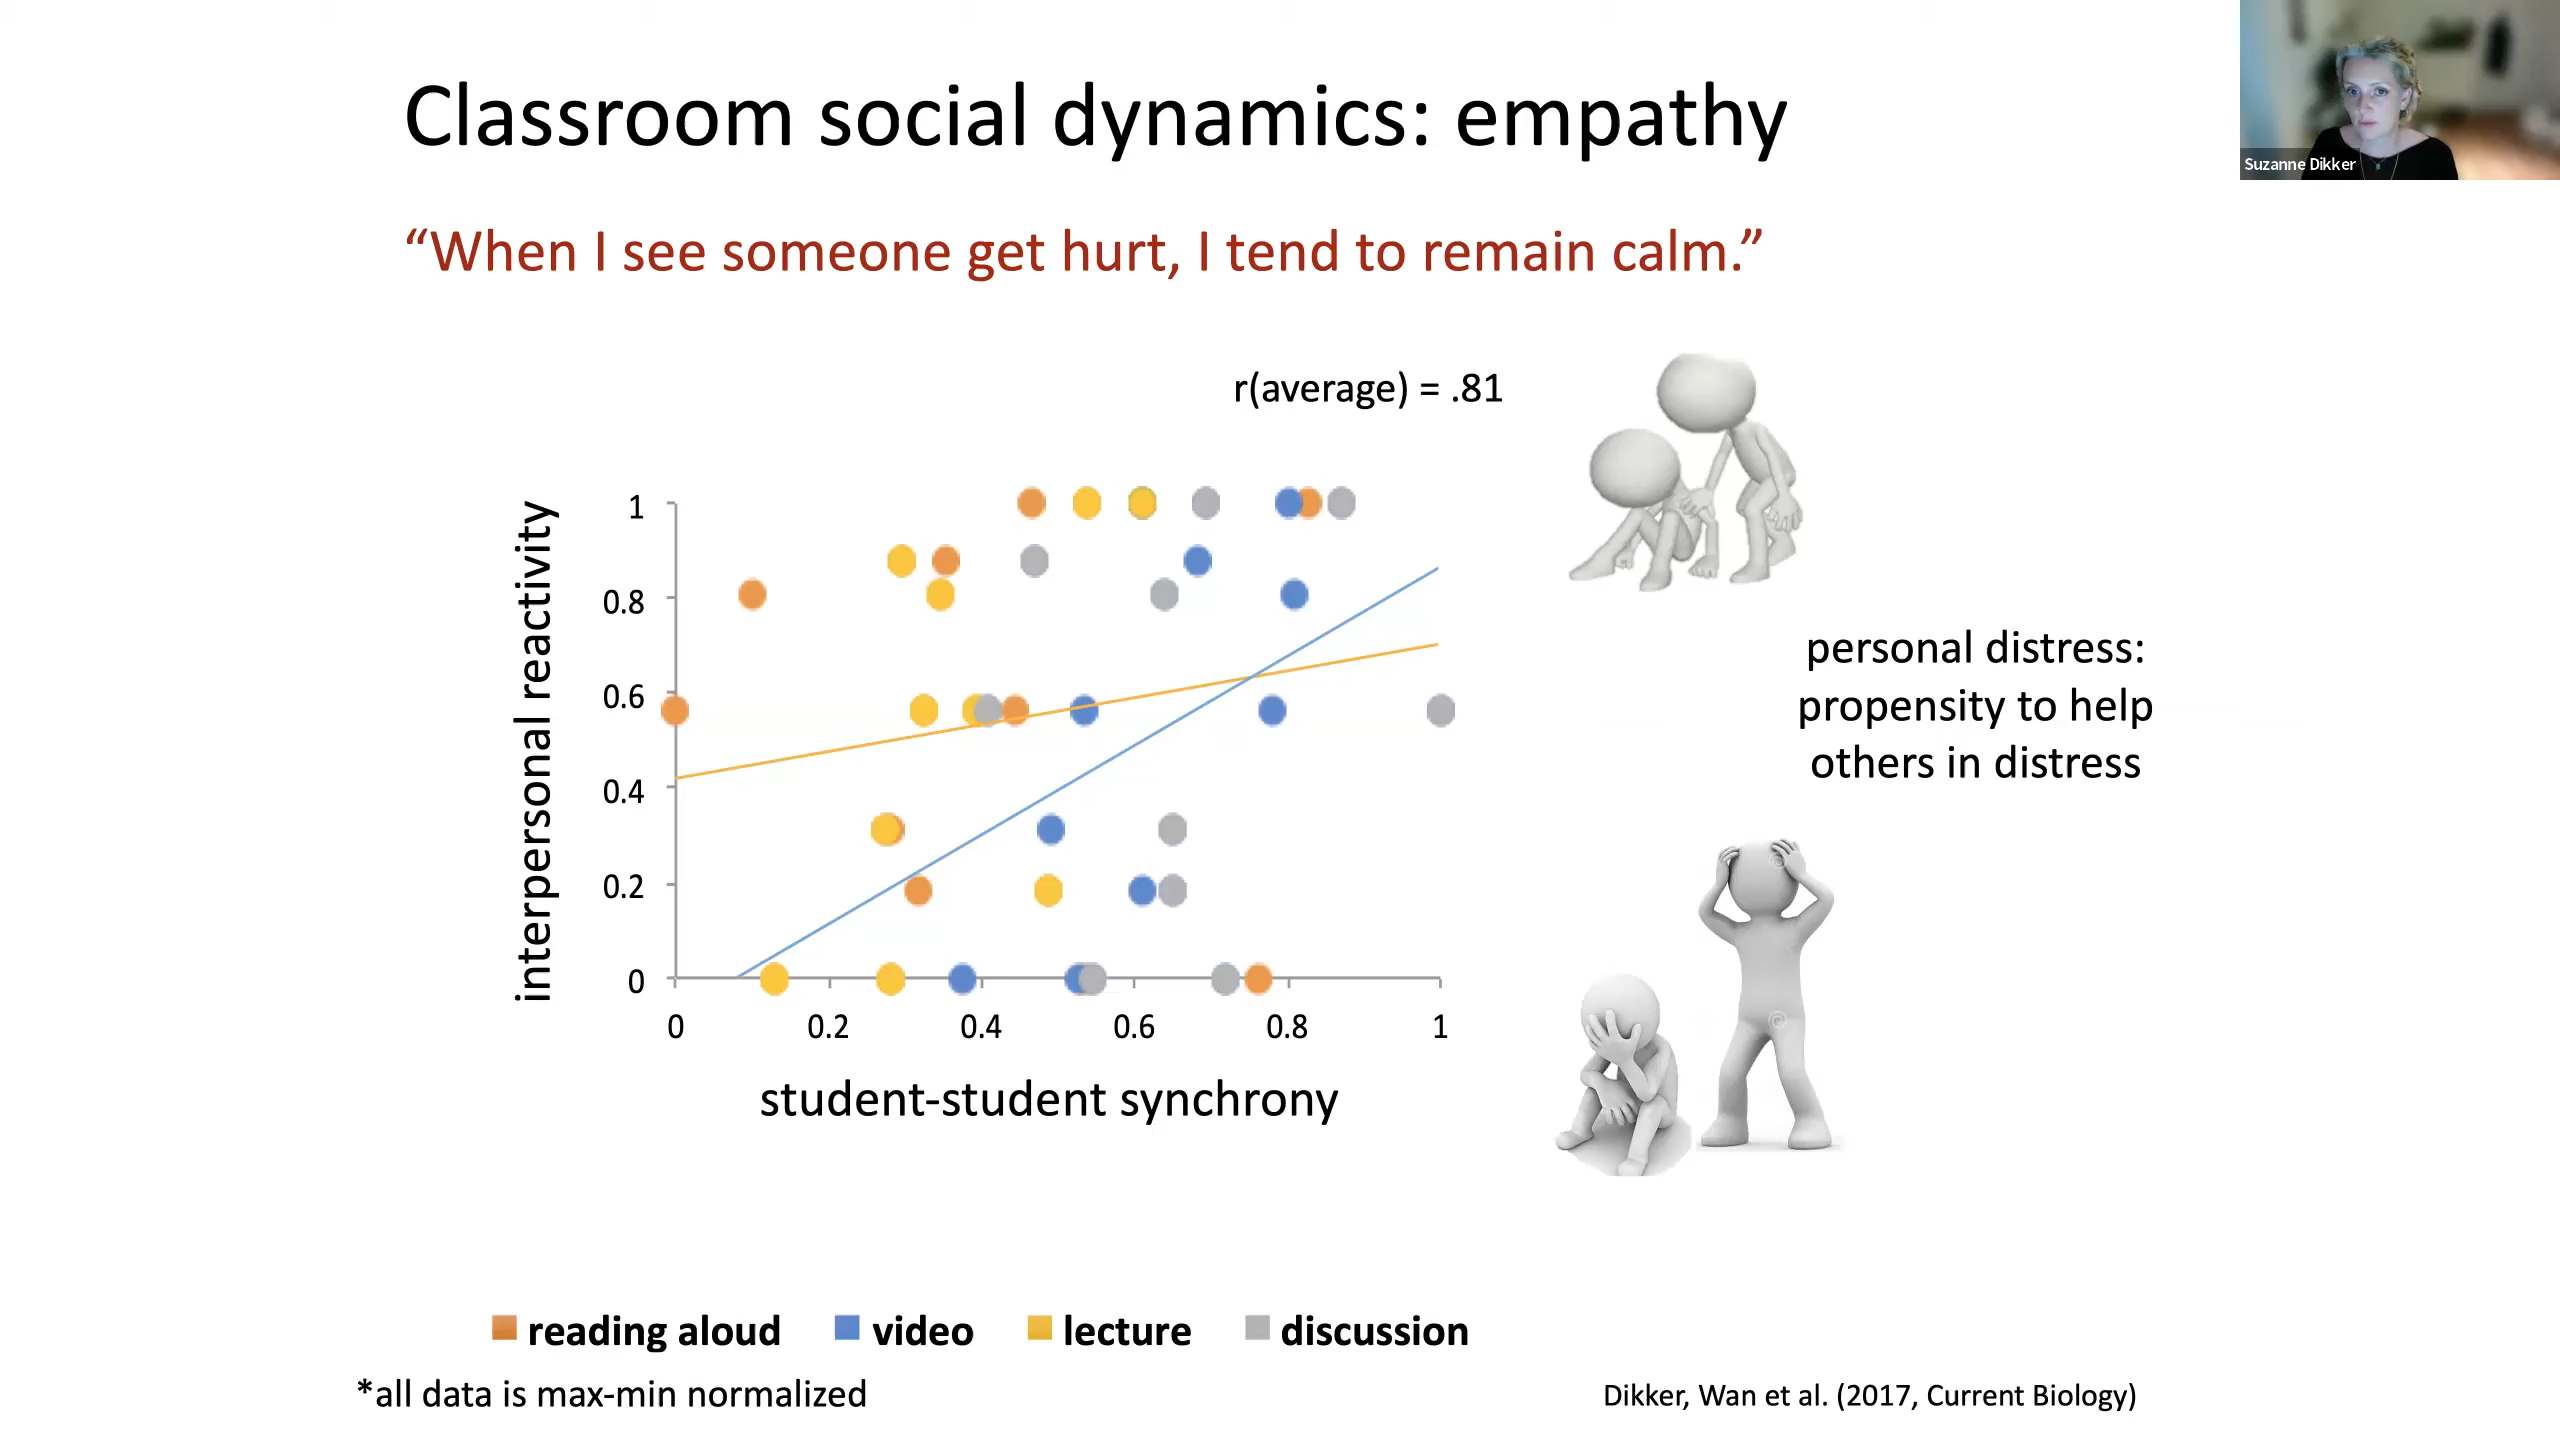 Classroom social dynamics: empathy
Suzanne Dikker
“When I see someone get hurt, I tend to remain calm.”
r(average) = .81
interpersonal reactivity
1
0.8
0.6
0.4
0.2
0
0 0.2 0.4 0.6 0.8 1
student-student synchrony
personal distress:
propensity to help
others in distress
reading aloud video lecture discussion
*all data is max-min normalized
Dikker, Wan et al. (2017, Current Biology)